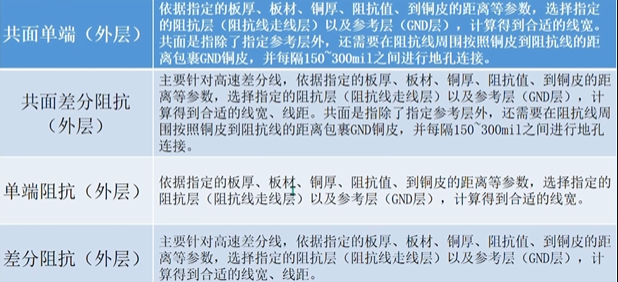 共面单端（外层）
依据指定的板厚、板材、铜厚、阻抗值、到铜皮的距离等参数，选择指定
的阻抗层（阻抗线走线层）以及参考层（GND层），计算得到合适的线宽。
共面是指除了指定参考层外，还需要在阻抗线周围按照铜皮到阻抗线的距
离包裹GND铜皮，并每隔150~300mil之间进行地孔连接。
共面差分阻抗
（外层）
主要针对高速差分线，依据指定的板厚、板材、铜厚、阻抗值、到铜皮的距
离等参数，选择指定的阻抗层（阻抗线走线层）以及参考层（GND层），计
算得到合适的线宽、线距。共面是指除了指定参考层外，还需要在阻抗线周
围按照铜皮到阻抗线的距离包裹GND铜皮，并每隔150~300mil之间进行地孔
连接。
单端阻抗（外层）
依据指定的板厚、板材、铜厚、阻抗值、到铜皮的距离等参数，选择指定的
阻抗层（阻抗线走线层）以及参考层（GND层），计算得到合适的线宽。
差分阻抗（外层）
主要针对高速差分线，依据指定的板厚、板材、铜厚、阻抗值、到铜皮的距
离等参数，选择指定的阻抗层（阻抗线走线层）以及参考层（GND层），计
算得到合适的线宽、线距。